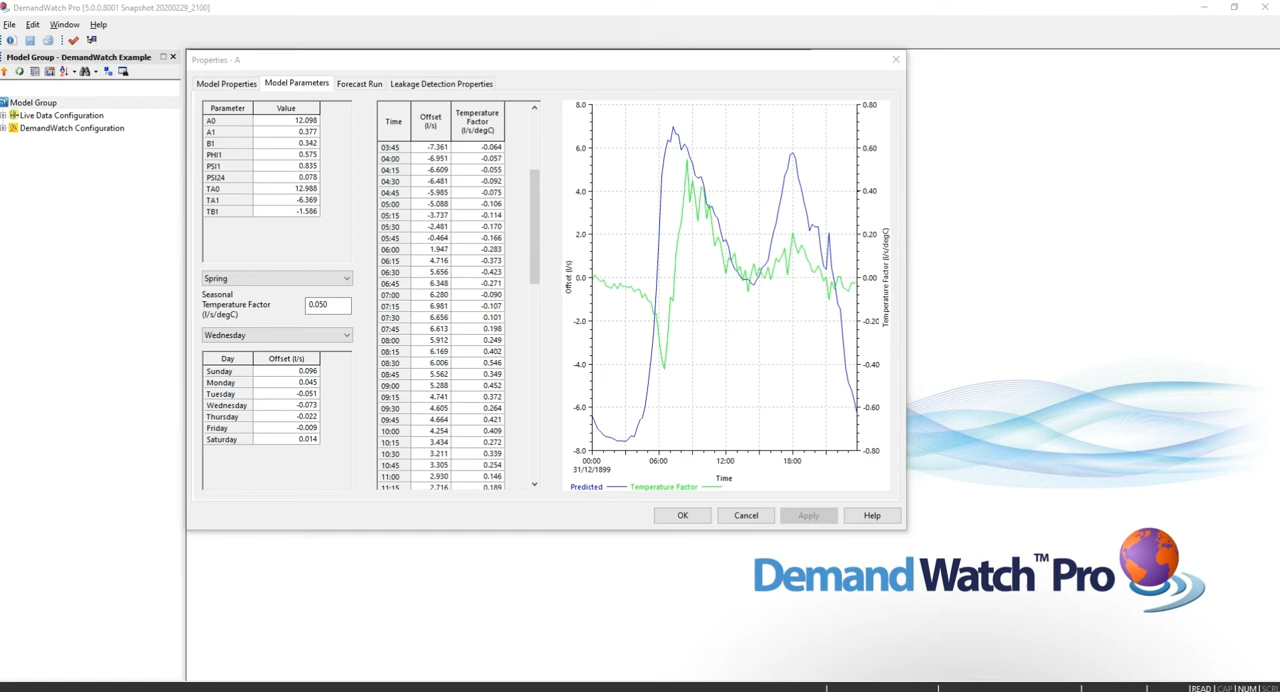 DemandWatch Pro [5.0.0.8001 Snapshot 20200229_2100]
File Edit Window Help
Model Group - DemandWatch Example
Model Group
Live Data Configuration
DemandWatch Configuration
Properties - A
Model Properties Model Parameters Forecast Run Leakage Detection Properties
Parameter Value
A0 12.098
A1 0.377
B1 0.342
PHI1 0.575
PSI1 0.835
PSI24 0.078
TA0 12.988
TA1 -6.369
TB1 -1.586
Spring
Seasonal
Temperature Factor
(l/s/degC)
0.050
Wednesday
Day Offset (l/s)
Sunday 0.096
Monday 0.045
Tuesday -0.051
Wednesday -0.073
Thursday -0.022
Friday -0.009
Saturday 0.014
Time Offset (l/s) Temperature Factor (l/s/degC)
03:45 -7.361 -0.064
04:00 -6.951 -0.057
04:15 -6.609 -0.055
04:30 -6.481 -0.092
04:45 -5.985 -0.075
05:00 -5.088 -0.106
05:15 -3.737 -0.114
05:30 -2.481 -0.170
05:45 -0.464 -0.166
06:00 1.947 -0.283
06:15 4.716 -0.373
06:30 5.656 -0.423
06:45 6.348 -0.271
07:00 6.280 -0.090
07:15 6.981 -0.107
07:30 6.656 0.101
07:45 6.613 0.198
08:00 5.912 0.249
08:15 6.169 0.402
08:30 6.006 0.546
08:45 5.562 0.349
09:00 5.288 0.452
09:15 4.741 0.372
09:30 4.605 0.264
09:45 4.664 0.421
10:00 4.254 0.409
10:15 3.434 0.272
10:30 3.211 0.339
10:45 3.305 0.254
11:00 2.930 0.146
11:15 2.716 0.189
8.0 0.80
6.0 0.60
4.0 0.40
2.0 0.20
0.0 0.00
-2.0 -0.20
-4.0 -0.40
-6.0 -0.60
-8.0 -0.80
Offset (l/s)
Temperature Factor (l/s/degC)
00:00 06:00 12:00 18:00
31/12/1899
Time
Predicted Temperature Factor
OK Cancel Apply Help
Demand Watch™ Pro
READ CAP NUM SCRL